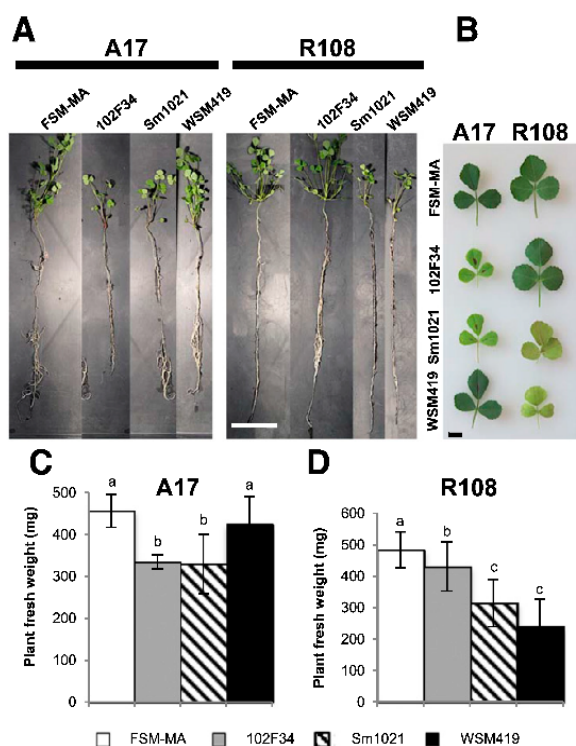 A
A17
R108
B
FSM-MA
102F34
Sm1021
WSM419
FSM-MA
102F34
Sm1021
WSM419
A17 R108
FSM-MA
102F34
Sm1021
WSM419
C
A17
Plant fresh weight (mg)
500
400
300
400
100
0
a
b
b
a
D
R108
Plant fresh weight (mg)
600
500
400
300
200
100
0
a
b
c
c
FSM-MA 102F34 Sm1021 WSM419